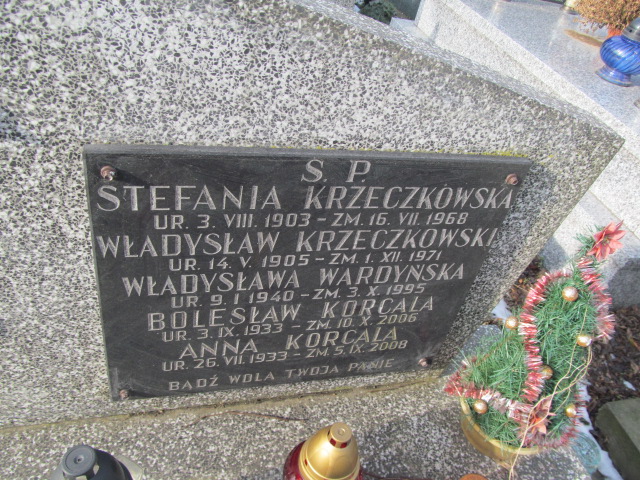 Ś. P.
STEFANIA KRZECZKOWSKA
UR. 3. VIII. 1903 - ZM. 16. VII. 1968
WŁADYSŁAW KRZECZKOWSKI
UR. 14. V. 1905 - ZM. 1. XII. 1971
WŁADYSŁAWA WARDYŃSKA
UR. 9. I 1940 - ZM. 3. X. 1995
BOLESŁAW KORCALA
UR. 3. IX. 1933 - ZM. 10. X. 2006
ANNA KORCALA
UR. 26. VII. 1933 - ZM. 5. IX. 2008
BĄDŹ WOLA TWOJA PANIE